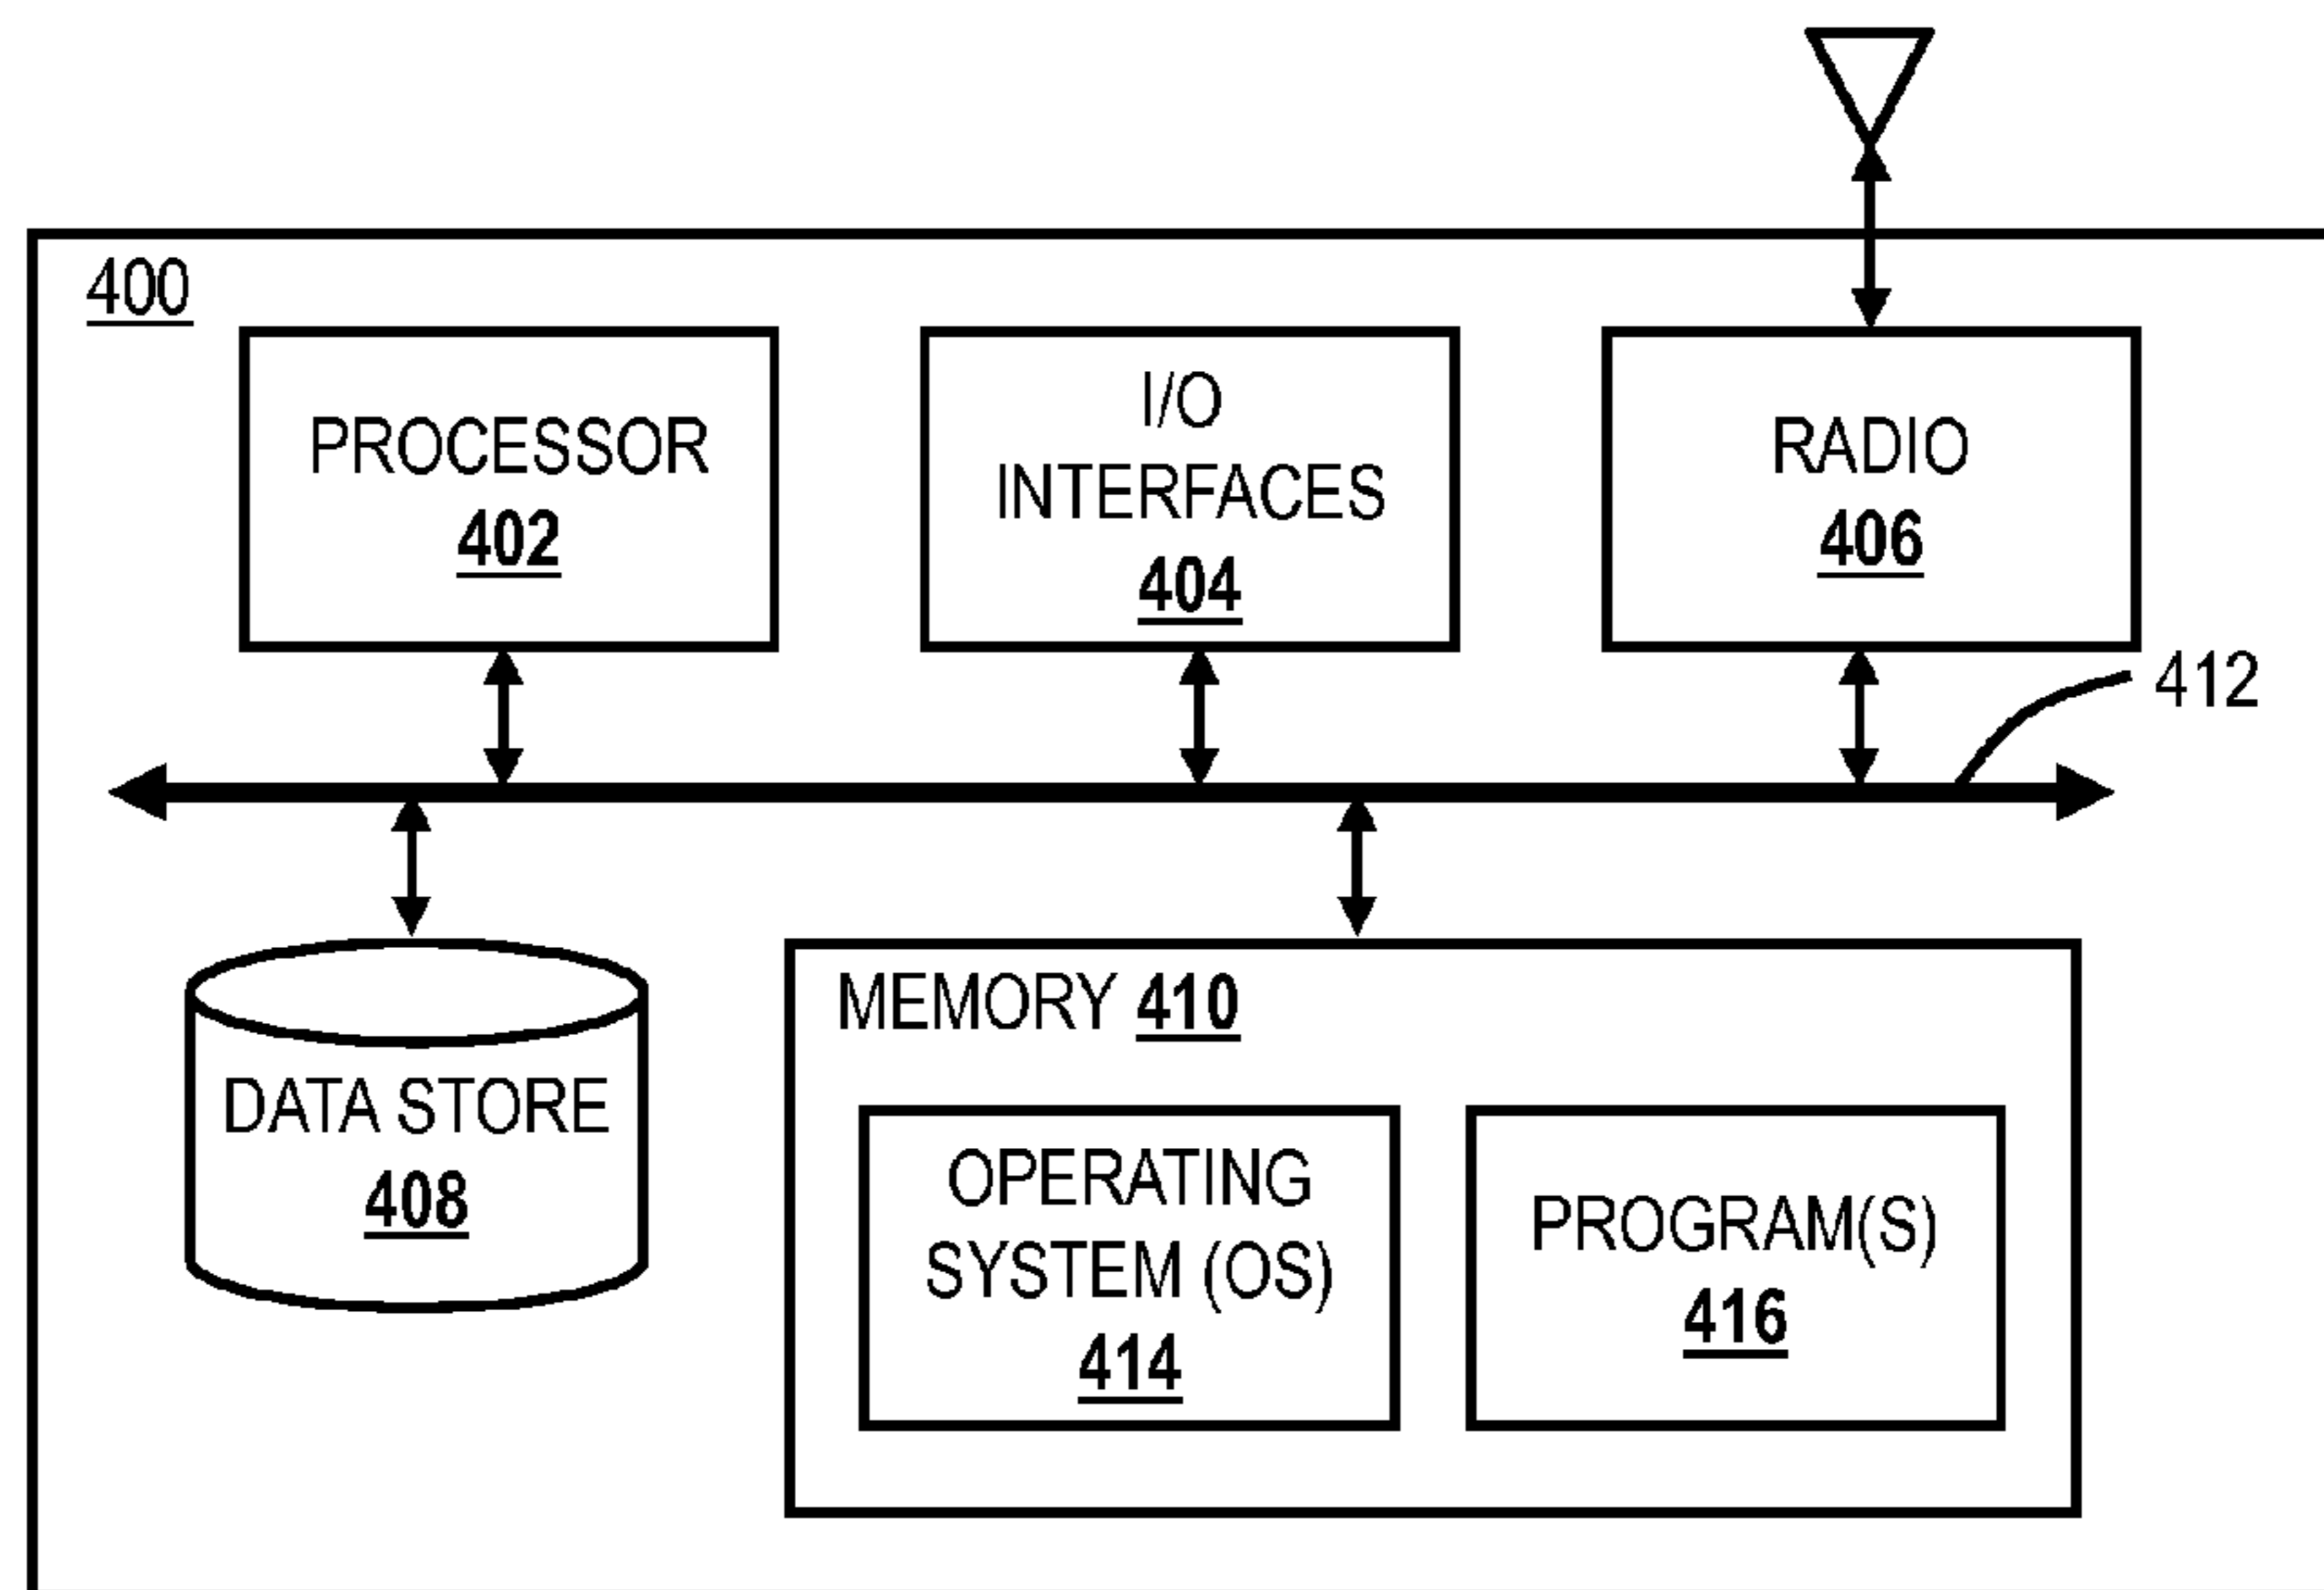 400
PROCESSOR
402
I/O
INTERFACES
404
RADIO
406
412
DATA STORE
408
MEMORY 410
OPERATING
SYSTEM (OS)
414
PROGRAM(S)
416